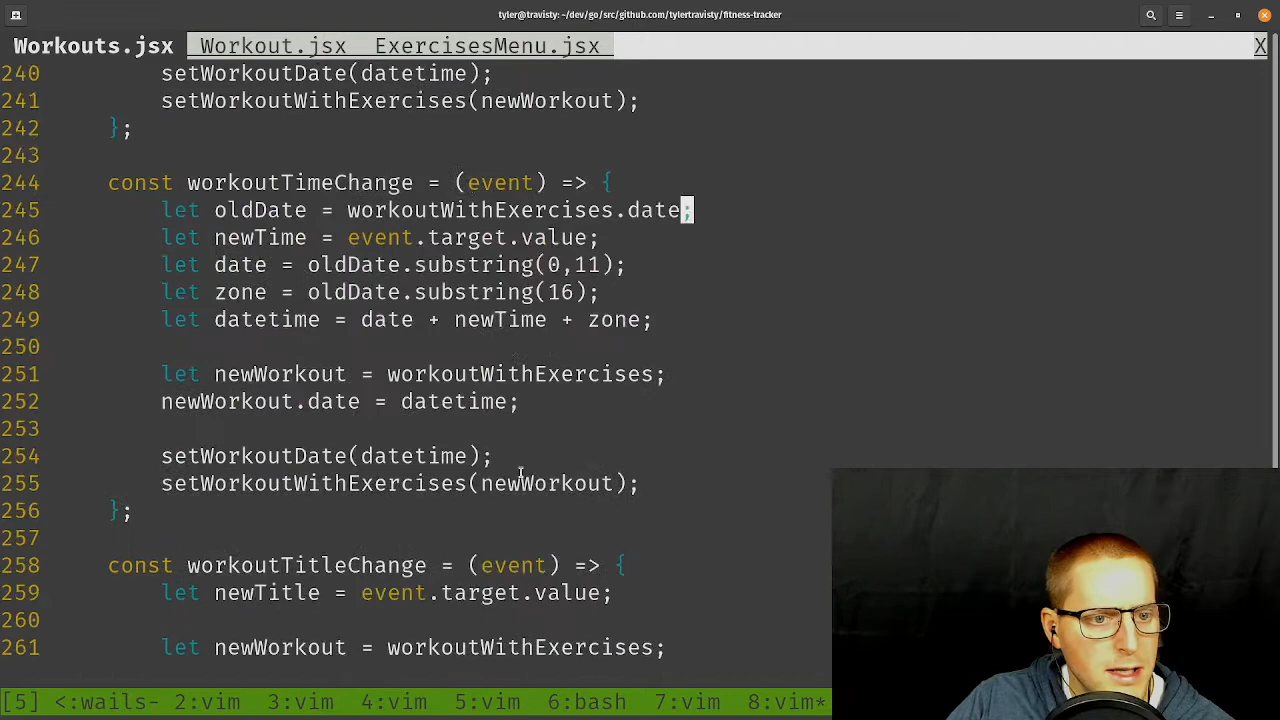 tyler@travisty: ~/dev/go/src/github.com/tylertravisty/fitness-tracker
Workouts.jsx Workout.jsx ExercisesMenu.jsx X
240 setWorkoutDate(datetime);
241 setWorkoutWithExercises(newWorkout);
242 };
243
244 const workoutTimeChange = (event) => {
245 let oldDate = workoutWithExercises.date;
246 let newTime = event.target.value;
247 let date = oldDate.substring(0,11);
248 let zone = oldDate.substring(16);
249 let datetime = date + newTime + zone;
250
251 let newWorkout = workoutWithExercises;
252 newWorkout.date = datetime;
253
254 setWorkoutDate(datetime);
255 setWorkoutWithExercises(newWorkout);
256 };
257
258 const workoutTitleChange = (event) => {
259 let newTitle = event.target.value;
260
261 let newWorkout = workoutWithExercises;
[5] <:wails- 2:vim 3:vim 4:vim 5:vim 6:bash 7:vim 8:vim*